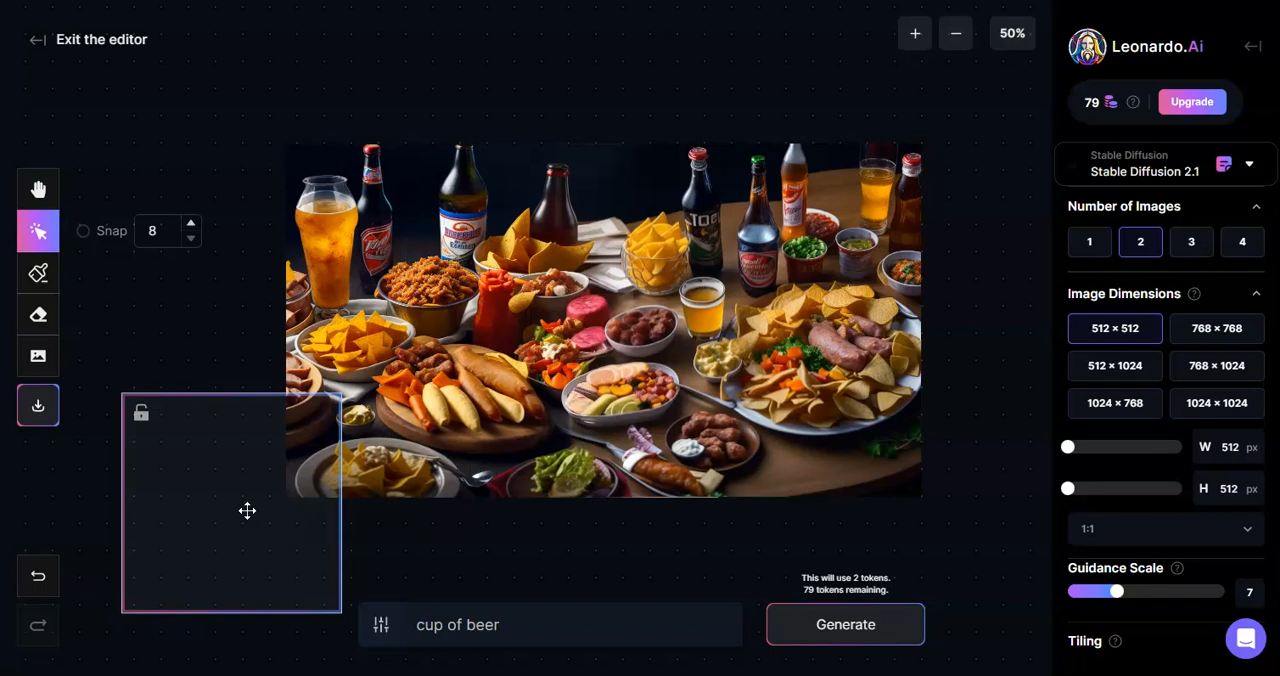 Exit the editor
50%
Leonardo.Ai
79
Upgrade
Stable Diffusion
Stable Diffusion 2.1
Number of Images
1 2 3 4
Snap 8
Image Dimensions
512 × 512 768 × 768
512 × 1024 768 × 1024
1024 × 768 1024 × 1024
W 512 px
H 512 px
1:1
Guidance Scale
7
This will use 2 tokens.
79 tokens remaining.
cup of beer
Generate
Tiling